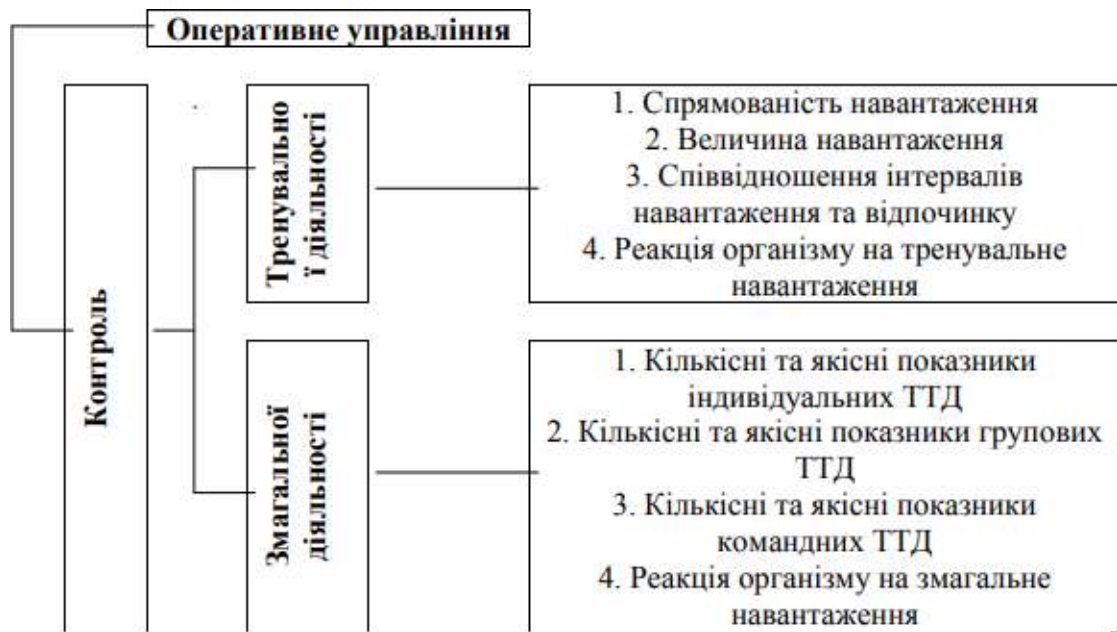 Оперативне управління
Контроль
Тренувально
ї діяльності
1. Спрямованість навантаження
2. Величина навантаження
3. Співвідношення інтервалів
навантаження та відпочинку
4. Реакція організму на тренувальне
навантаження
Змагальної
діяльності
1. Кількісні та якісні показники
індивідуальних ТТД
2. Кількісні та якісні показники групових
ТТД
3. Кількісні та якісні показники
командних ТТД
4. Реакція організму на змагальне
навантаження